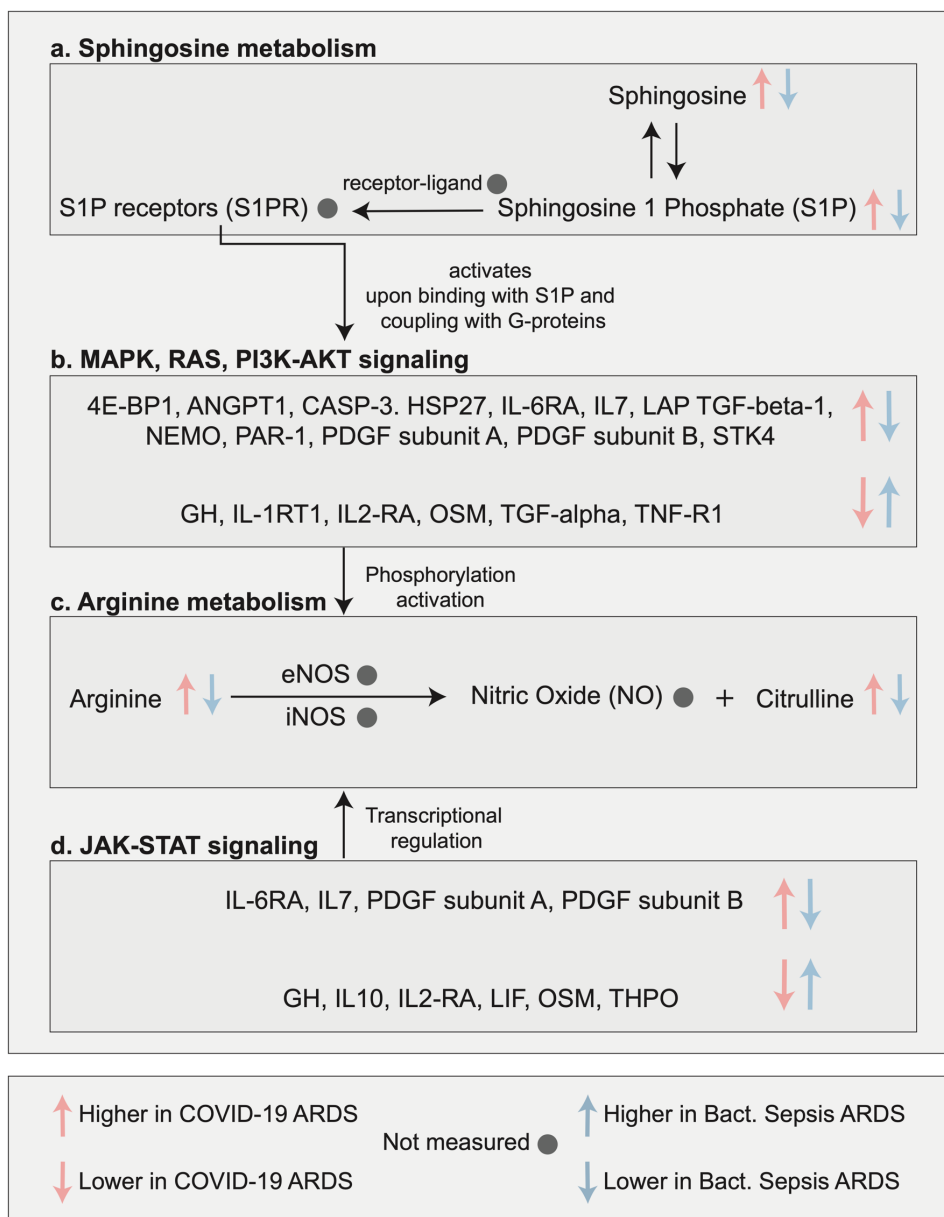 a. Sphingosine metabolism
Sphingosine
receptor-ligand
S1P receptors (S1PR)
Sphingosine 1 Phosphate (S1P)
activates
upon binding with S1P and
coupling with G-proteins
b. MAPK, RAS, PI3K-AKT signaling
4E-BP1, ANGPT1, CASP-3. HSP27, IL-6RA, IL7, LAP TGF-beta-1,
NEMO, PAR-1, PDGF subunit A, PDGF subunit B, STK4
GH, IL-1RT1, IL2-RA, OSM, TGF-alpha, TNF-R1
Phosphorylation
activation
c. Arginine metabolism
Arginine
eNOS
iNOS
Nitric Oxide (NO)
+
Citrulline
Transcriptional
regulation
d. JAK-STAT signaling
IL-6RA, IL7, PDGF subunit A, PDGF subunit B
GH, IL10, IL2-RA, LIF, OSM, THPO
Higher in COVID-19 ARDS
Higher in Bact. Sepsis ARDS
Not measured
Lower in COVID-19 ARDS
Lower in Bact. Sepsis ARDS